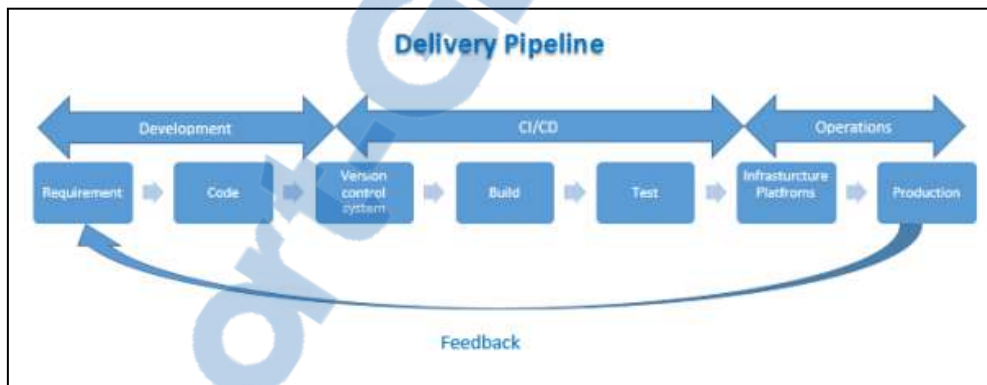 Delivery Pipeline
Development
CI/CD
Operations
Requirement
Code
Version
control
system
Build
Test
Infrasturcture
Platfroms
Production
Feedback